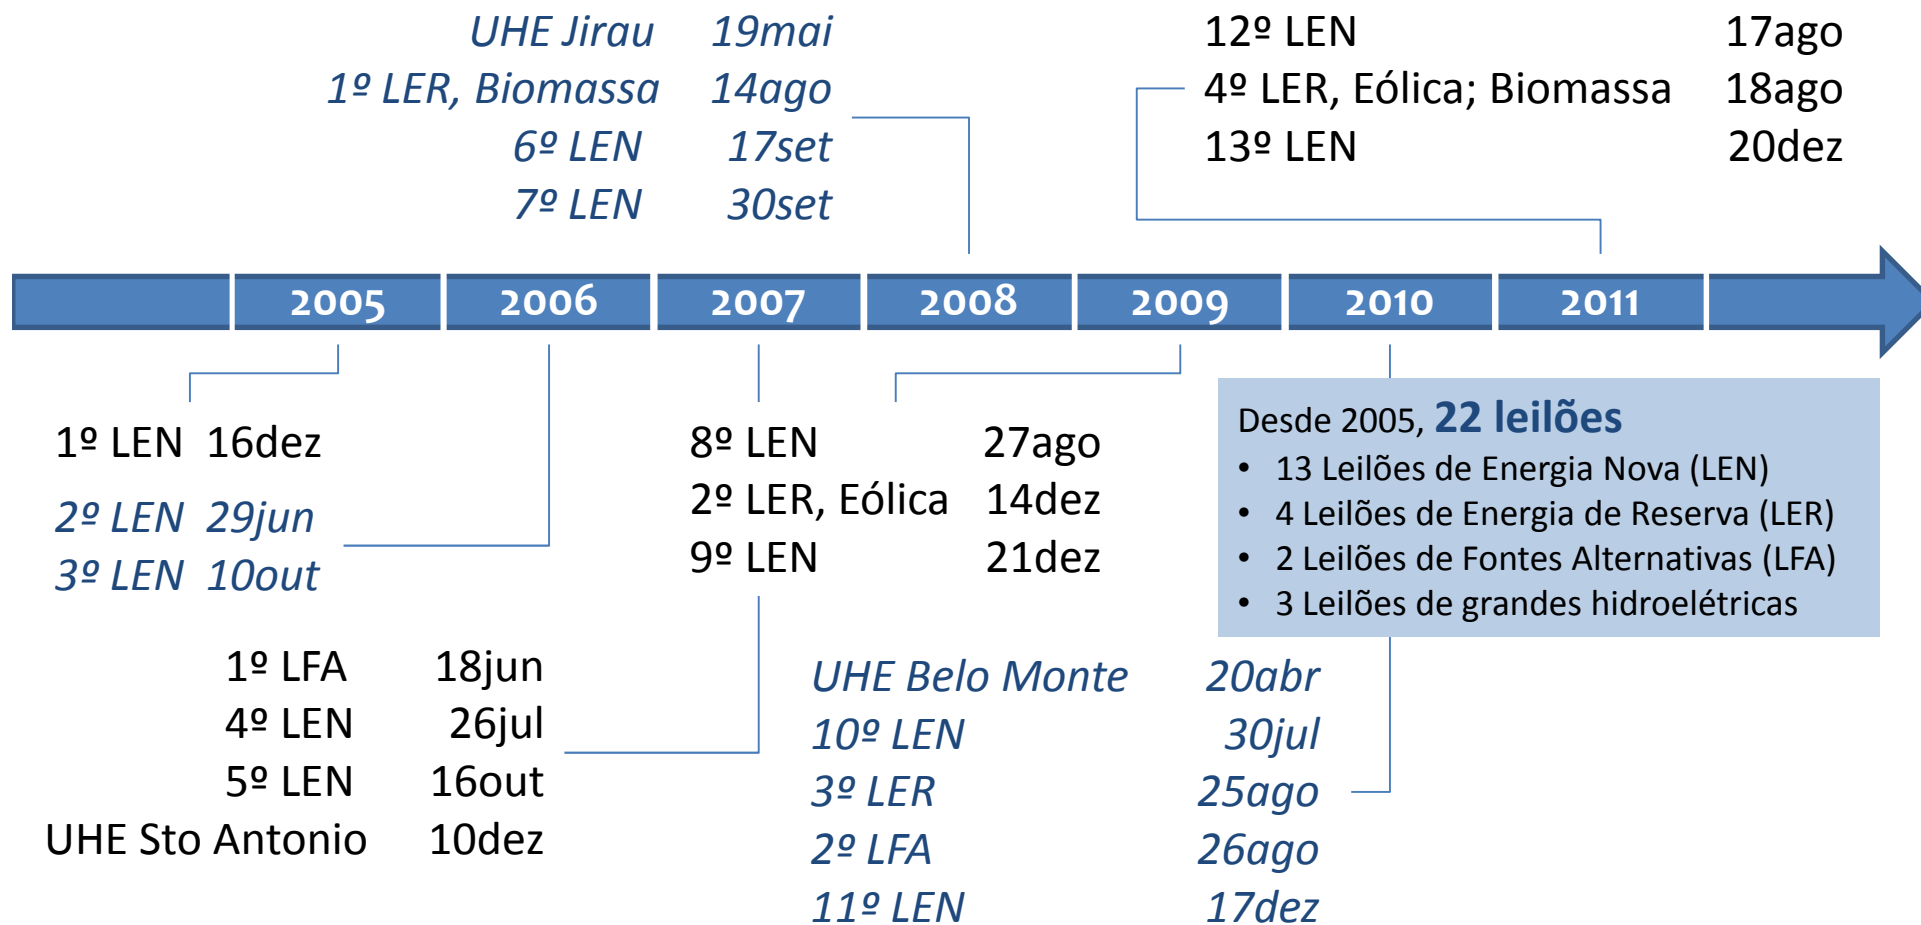 UHE Jirau 19mai
1º LER, Biomassa 14ago
6º LEN 17set
7º LEN 30set
12º LEN 17ago
4º LER, Eólica; Biomassa 18ago
13º LEN 20dez
2005 2006 2007 2008 2009 2010 2011
1º LEN 16dez
2º LEN 29jun
3º LEN 10out
1º LFA 18jun
4º LEN 26jul
5º LEN 16out
UHE Sto Antonio 10dez
8º LEN 27ago
2º LER, Eólica 14dez
9º LEN 21dez
Desde 2005, 22 leilões
• 13 Leilões de Energia Nova (LEN)
• 4 Leilões de Energia de Reserva (LER)
• 2 Leilões de Fontes Alternativas (LFA)
• 3 Leilões de grandes hidroelétricas
UHE Belo Monte 20abr
10º LEN 30jul
3º LER 25ago
2º LFA 26ago
11º LEN 17dez